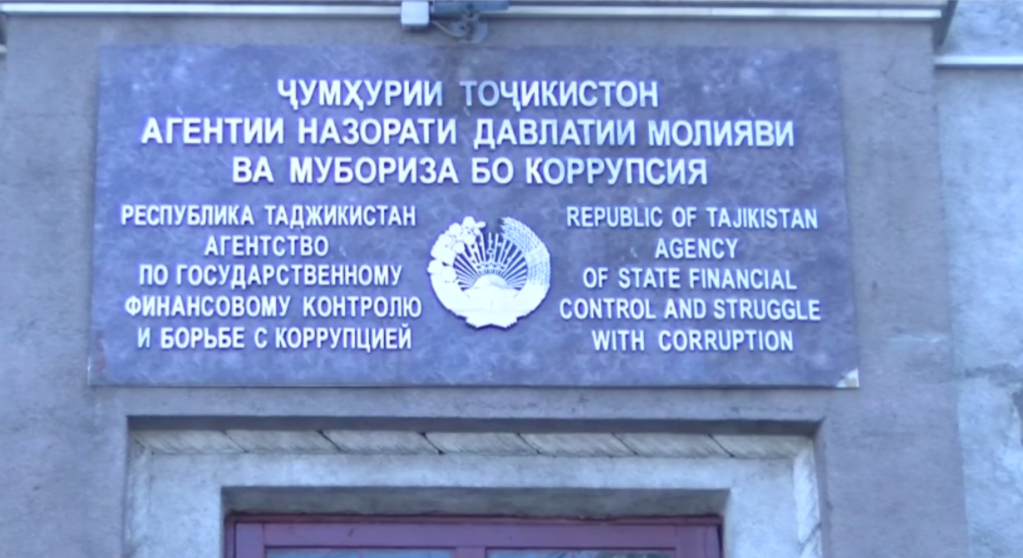 ҶУМҲУРИИ ТОҶИКИСТОН
АГЕНТИИ НАЗОРАТИ ДАВЛАТИИ МОЛИЯВИ
ВА МУБОРИЗА БО КОРРУПСИЯ
РЕСПУБЛИКА ТАДЖИКИСТАН
АГЕНТСТВО
ПО ГОСУДАРСТВЕННОМУ
ФИНАНСОВОМУ КОНТРОЛЮ
И БОРЬБЕ С КОРРУПЦИЕЙ
REPUBLIC OF TAJIKISTAN
AGENCY
OF STATE FINANCIAL
CONTROL AND STRUGGLE
WITH CORRUPTION